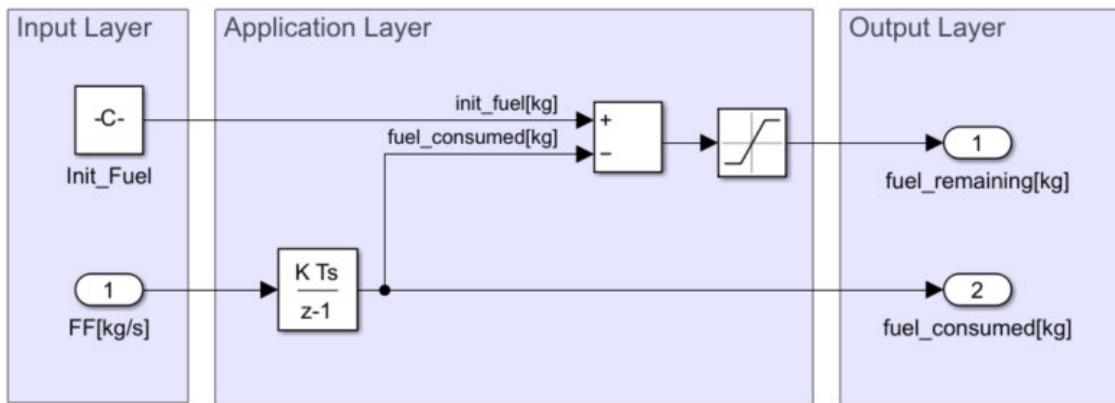 Input Layer
Application Layer
Output Layer
-C-
Init_Fuel
init_fuel[kg]
fuel_consumed[kg]
+
−
1
fuel_remaining[kg]
1
FF[kg/s]
K Ts
z-1
2
fuel_consumed[kg]